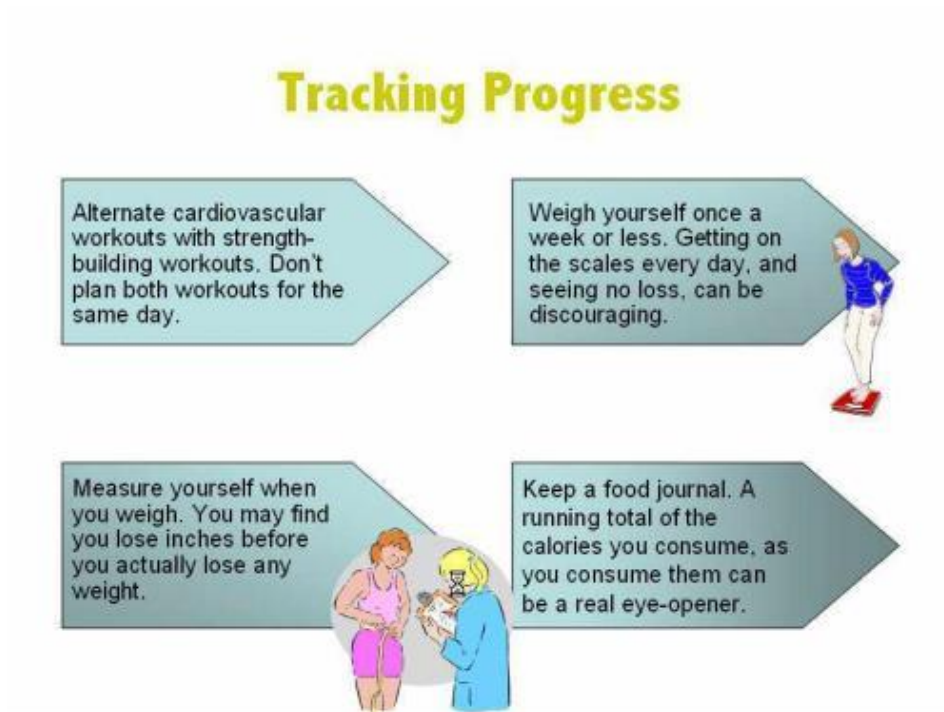 Tracking Progress
Alternate cardiovascular
workouts with strength-
building workouts. Don't
plan both workouts for the
same day.
Weigh yourself once a
week or less. Getting on
the scales every day, and
seeing no loss, can be
discouraging.
Measure yourself when
you weigh. You may find
you lose inches before
you actually lose any
weight.
Keep a food journal. A
running total of the
calories you consume, as
you consume them can
be a real eye-opener.